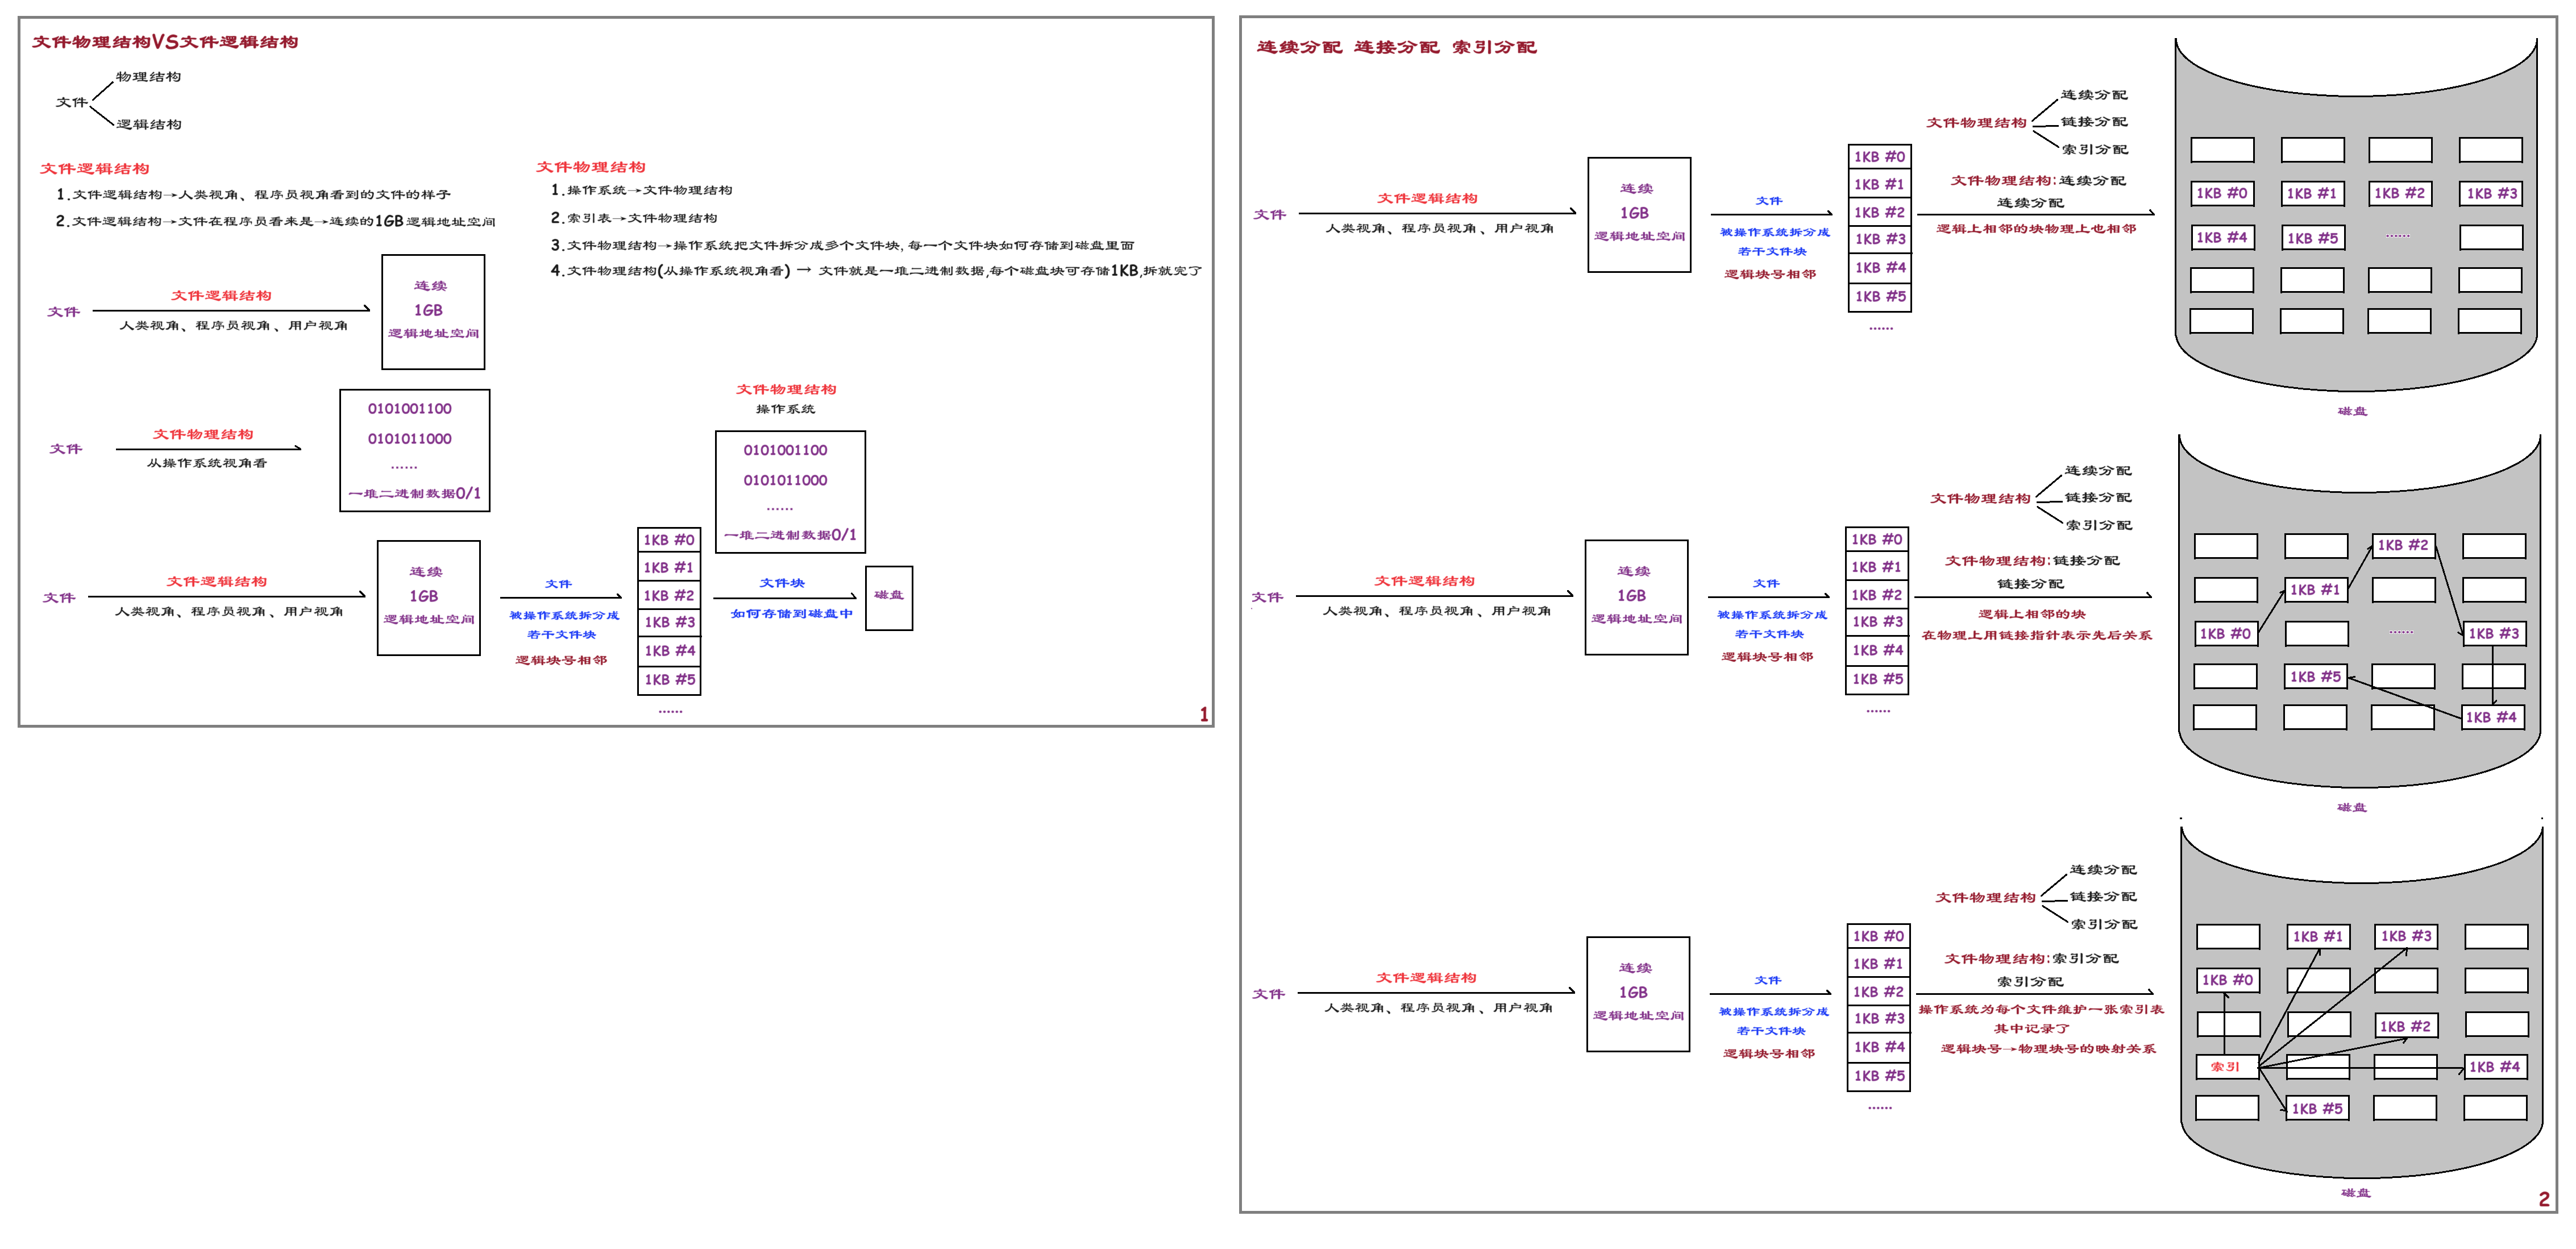 文件物理结构VS文件逻辑结构
物理结构
文件
逻辑结构
文件逻辑结构
1.文件逻辑结构→人类视角、程序员视角看到的文件的样子
2.文件逻辑结构→文件在程序员看来是→连续的1GB逻辑地址空间
文件物理结构
1.操作系统→文件物理结构
2.索引表→文件物理结构
3.文件物理结构→操作系统把文件拆分成多个文件块,每一个文件块如何存储到磁盘里面
4.文件物理结构(从操作系统视角看) → 文件就是一堆二进制数据,每个磁盘块可存储1KB,拆就完了
文件
文件逻辑结构
人类视角、程序员视角、用户视角
连续
1GB
逻辑地址空间
文件
文件物理结构
从操作系统视角看
0101001100
0101011000
......
一堆二进制数据0/1
文件物理结构
操作系统
0101001100
0101011000
......
一堆二进制数据0/1
文件
文件逻辑结构
人类视角、程序员视角、用户视角
连续
1GB
逻辑地址空间
文件
被操作系统拆分成
若干文件块
逻辑块号相邻
1KB #0
1KB #1
1KB #2
1KB #3
1KB #4
1KB #5
......
文件块
如何存储到磁盘中
磁盘
1
连续分配 连接分配 索引分配
文件
文件逻辑结构
人类视角、程序员视角、用户视角
连续
1GB
逻辑地址空间
文件
被操作系统拆分成
若干文件块
逻辑块号相邻
1KB #0
1KB #1
1KB #2
1KB #3
1KB #4
1KB #5
......
文件物理结构
连续分配
链接分配
索引分配
文件物理结构:连续分配
连续分配
逻辑上相邻的块物理上也相邻
1KB #0
1KB #1
1KB #2
1KB #3
1KB #4
1KB #5
......
磁盘
文件
文件逻辑结构
人类视角、程序员视角、用户视角
连续
1GB
逻辑地址空间
文件
被操作系统拆分成
若干文件块
逻辑块号相邻
1KB #0
1KB #1
1KB #2
1KB #3
1KB #4
1KB #5
......
文件物理结构
连续分配
链接分配
索引分配
文件物理结构:链接分配
链接分配
逻辑上相邻的块
在物理上用链接指针表示先后关系
1KB #2
1KB #1
1KB #0
......
1KB #3
1KB #5
1KB #4
磁盘
文件
文件逻辑结构
人类视角、程序员视角、用户视角
连续
1GB
逻辑地址空间
文件
被操作系统拆分成
若干文件块
逻辑块号相邻
1KB #0
1KB #1
1KB #2
1KB #3
1KB #4
1KB #5
......
文件物理结构
连续分配
链接分配
索引分配
文件物理结构:索引分配
索引分配
操作系统为每个文件维护一张索引表
其中记录了
逻辑块号→物理块号的映射关系
1KB #1
1KB #3
1KB #0
1KB #2
索引
1KB #4
1KB #5
磁盘
2